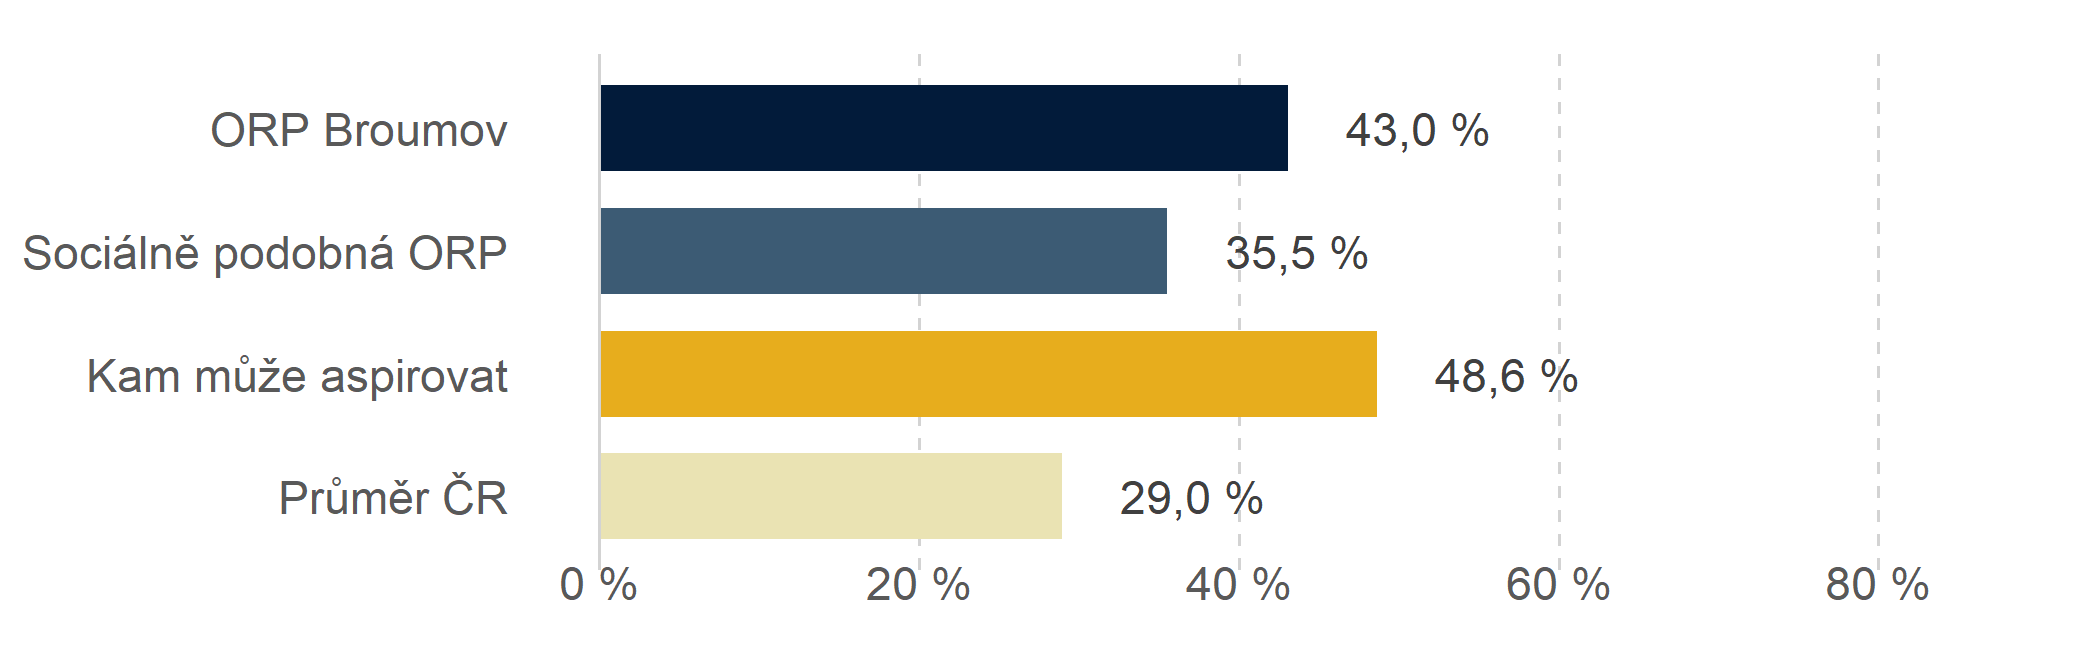 ORP Broumov
43,0 %
Sociálně podobná ORP
35,5 %
Kam může aspirovat
48,6 %
Průměr ČR
29,0 %
0 %
20 %
40 %
60 %
80 %